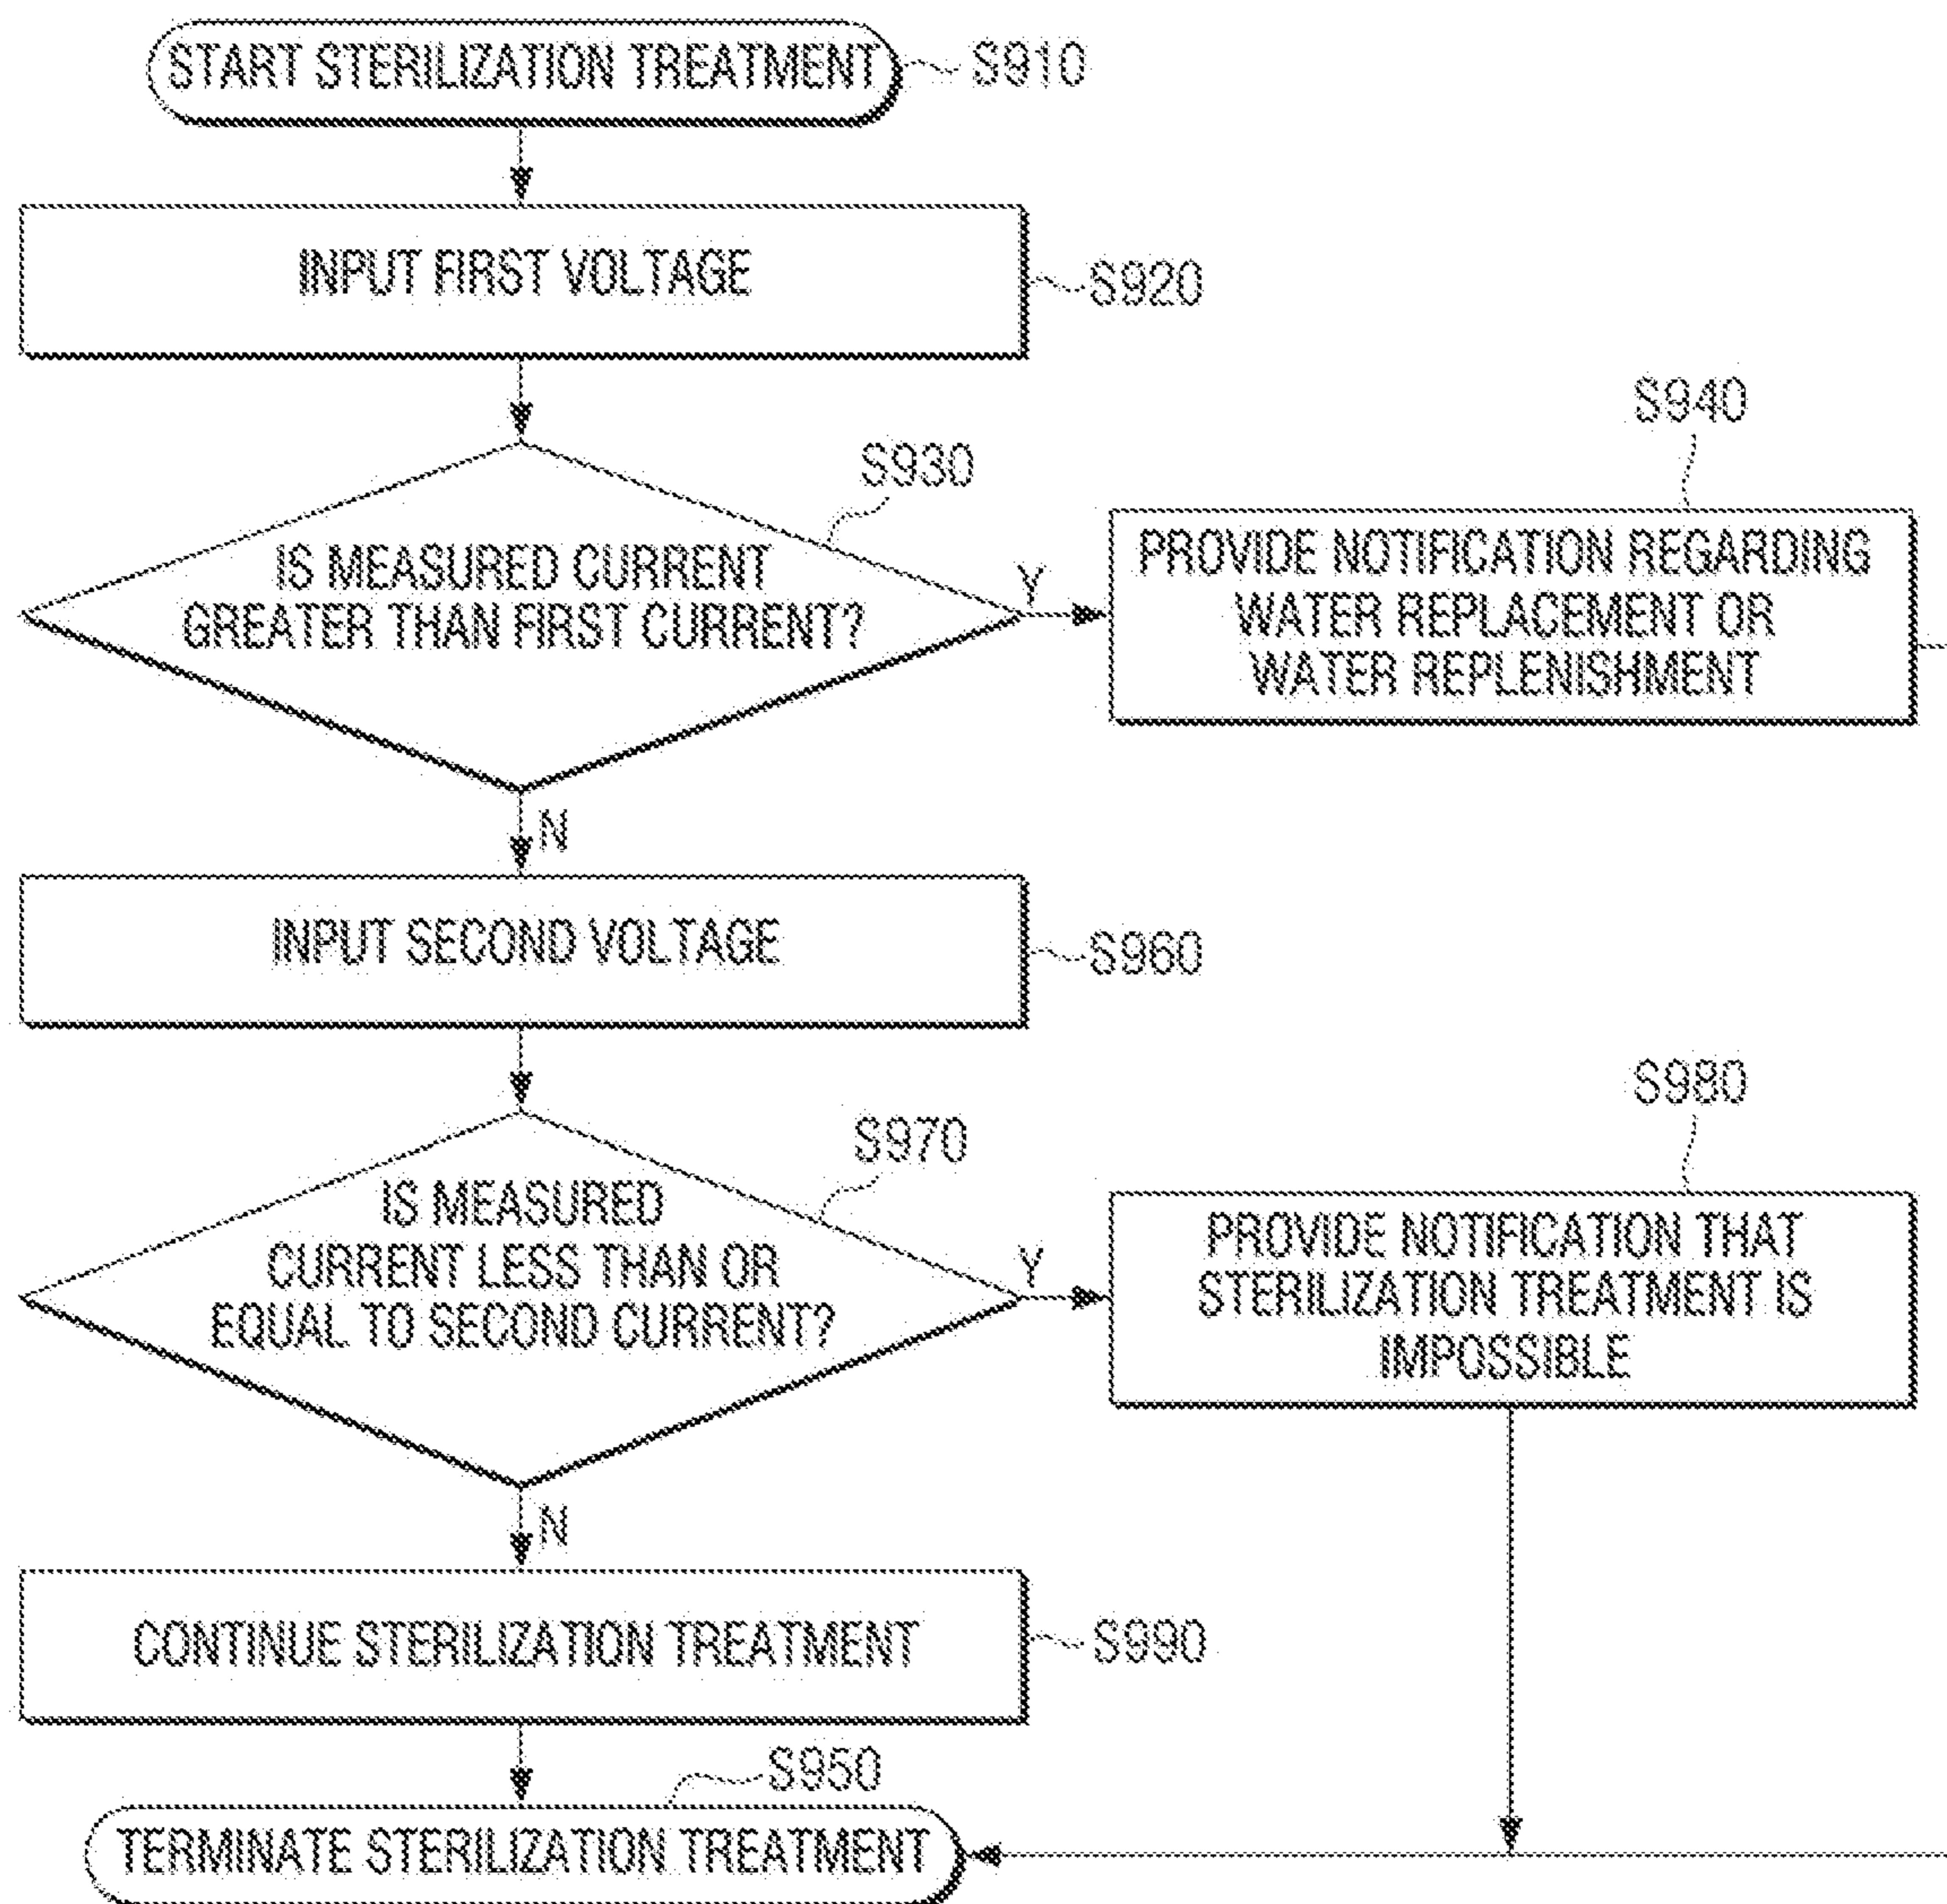 START STERILIZATION TREATMENT
S910
INPUT FIRST VOLTAGE
S920
S930
IS MEASURED CURRENT
GREATER THAN FIRST CURRENT?
Y
S940
PROVIDE NOTIFICATION REGARDING
WATER REPLACEMENT OR
WATER REPLENISHMENT
N
INPUT SECOND VOLTAGE
S960
S970
IS MEASURED
CURRENT LESS THAN OR
EQUAL TO SECOND CURRENT?
Y
S980
PROVIDE NOTIFICATION THAT
STERILIZATION TREATMENT IS
IMPOSSIBLE
N
CONTINUE STERILIZATION TREATMENT
S990
S950
TERMINATE STERILIZATION TREATMENT